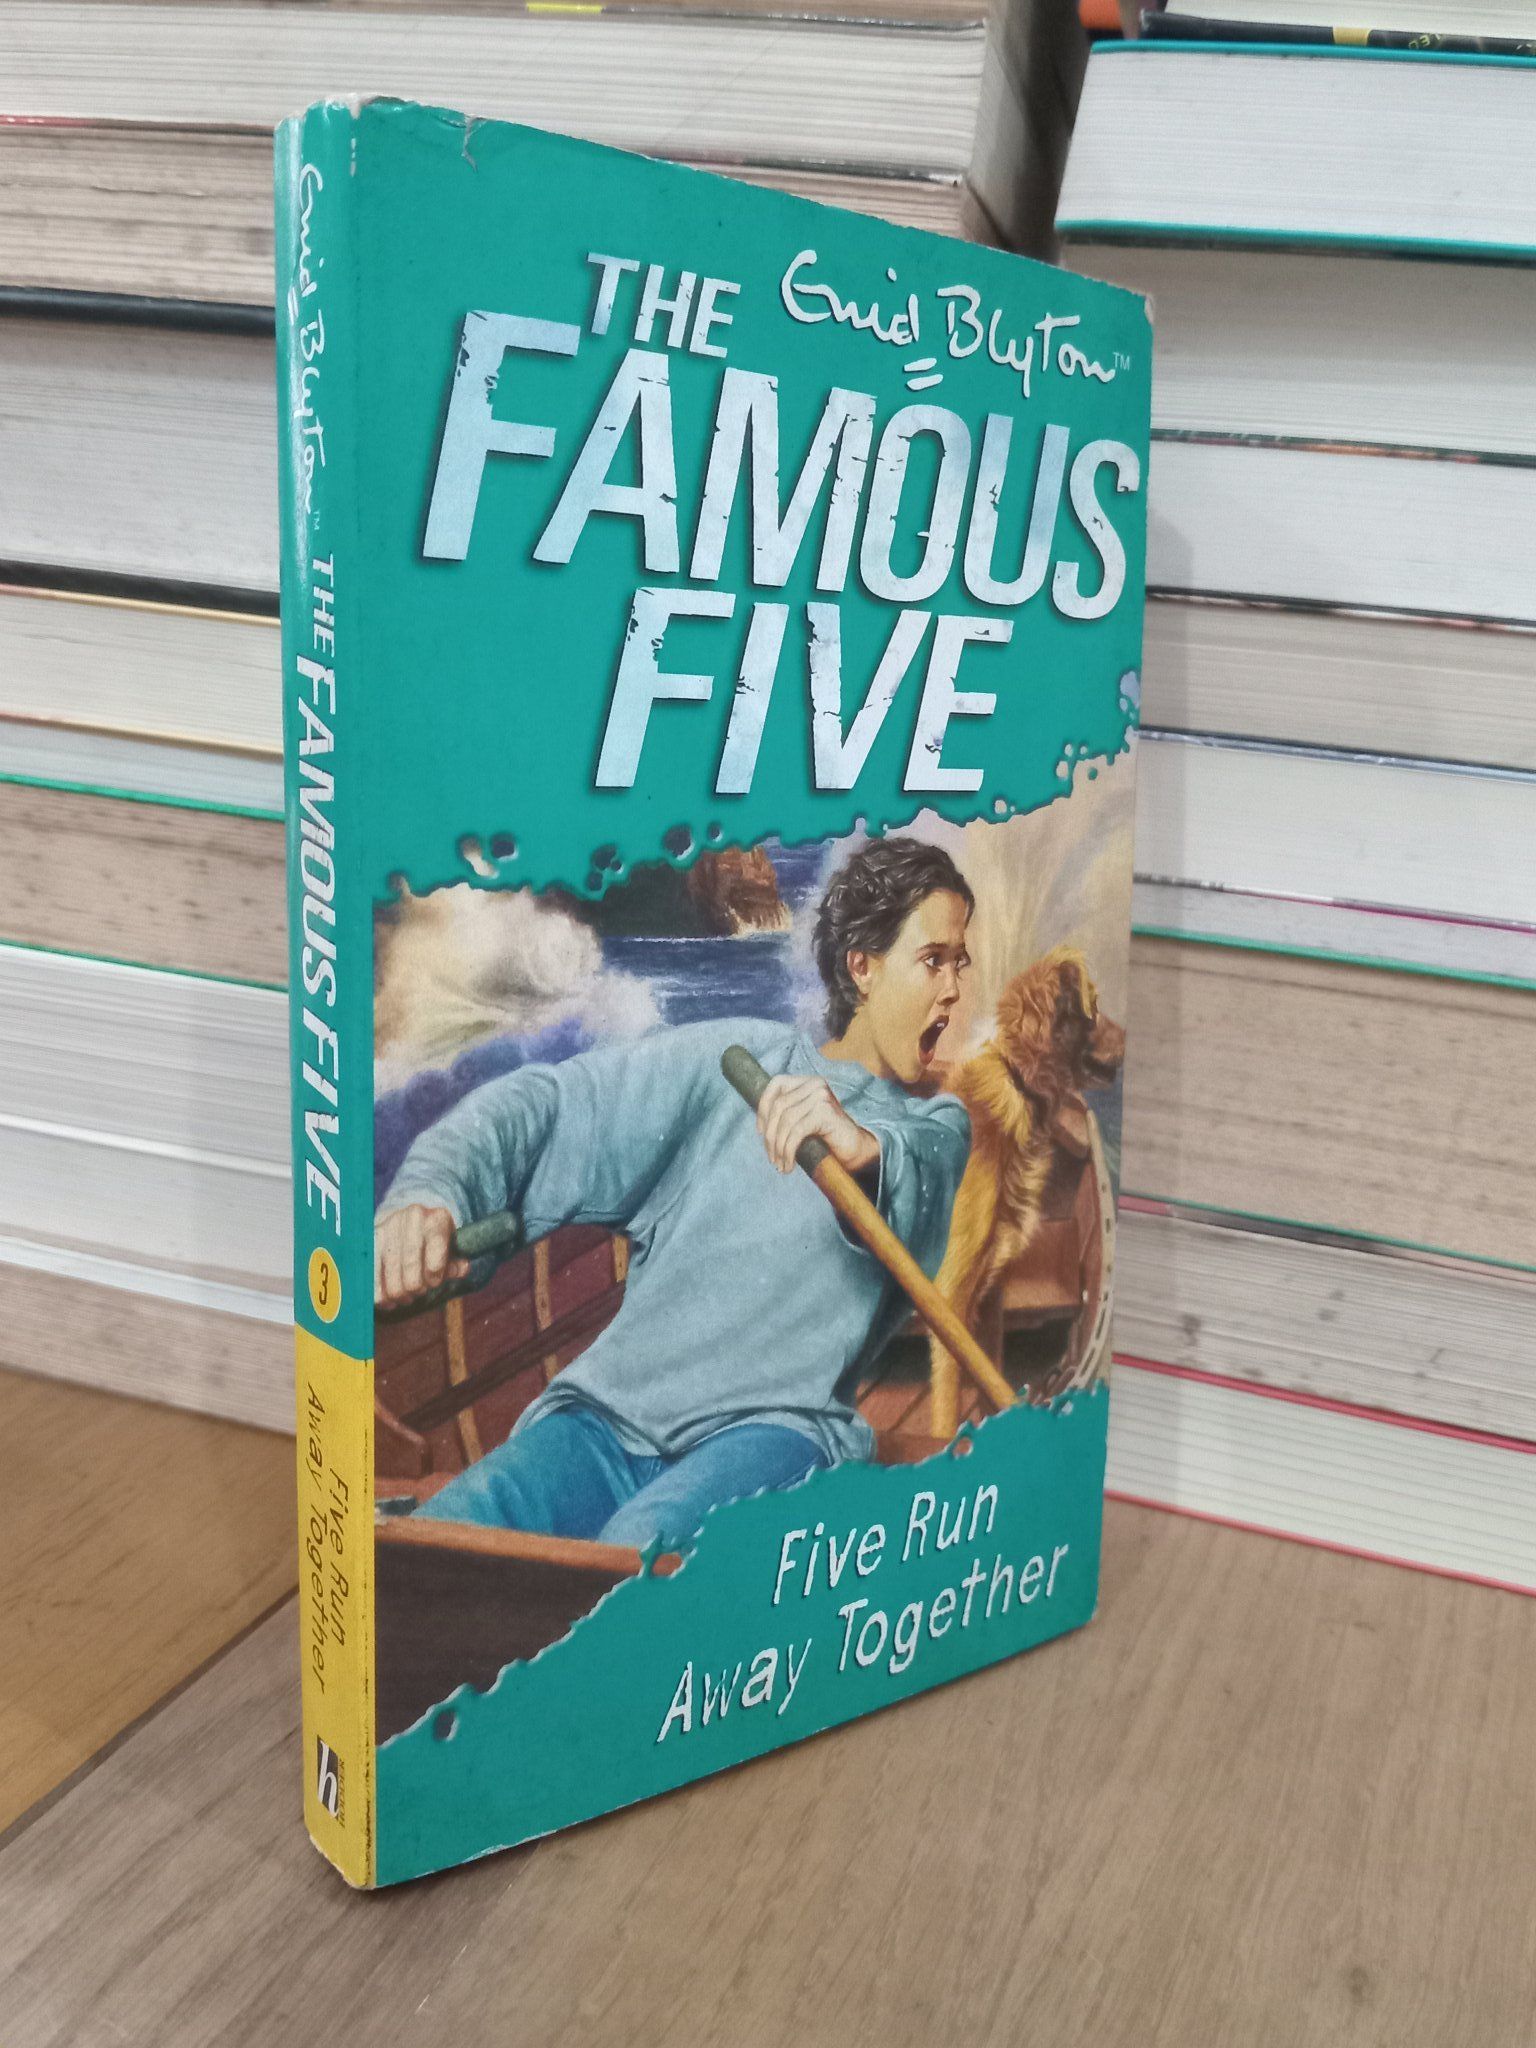 Enid Blyton™
THE
FAMOUS
FIVE
Five Run
Away Together
Enid Blyton™ THE FAMOUS FIVE 3
Five Run
Away Together
h
Hodder